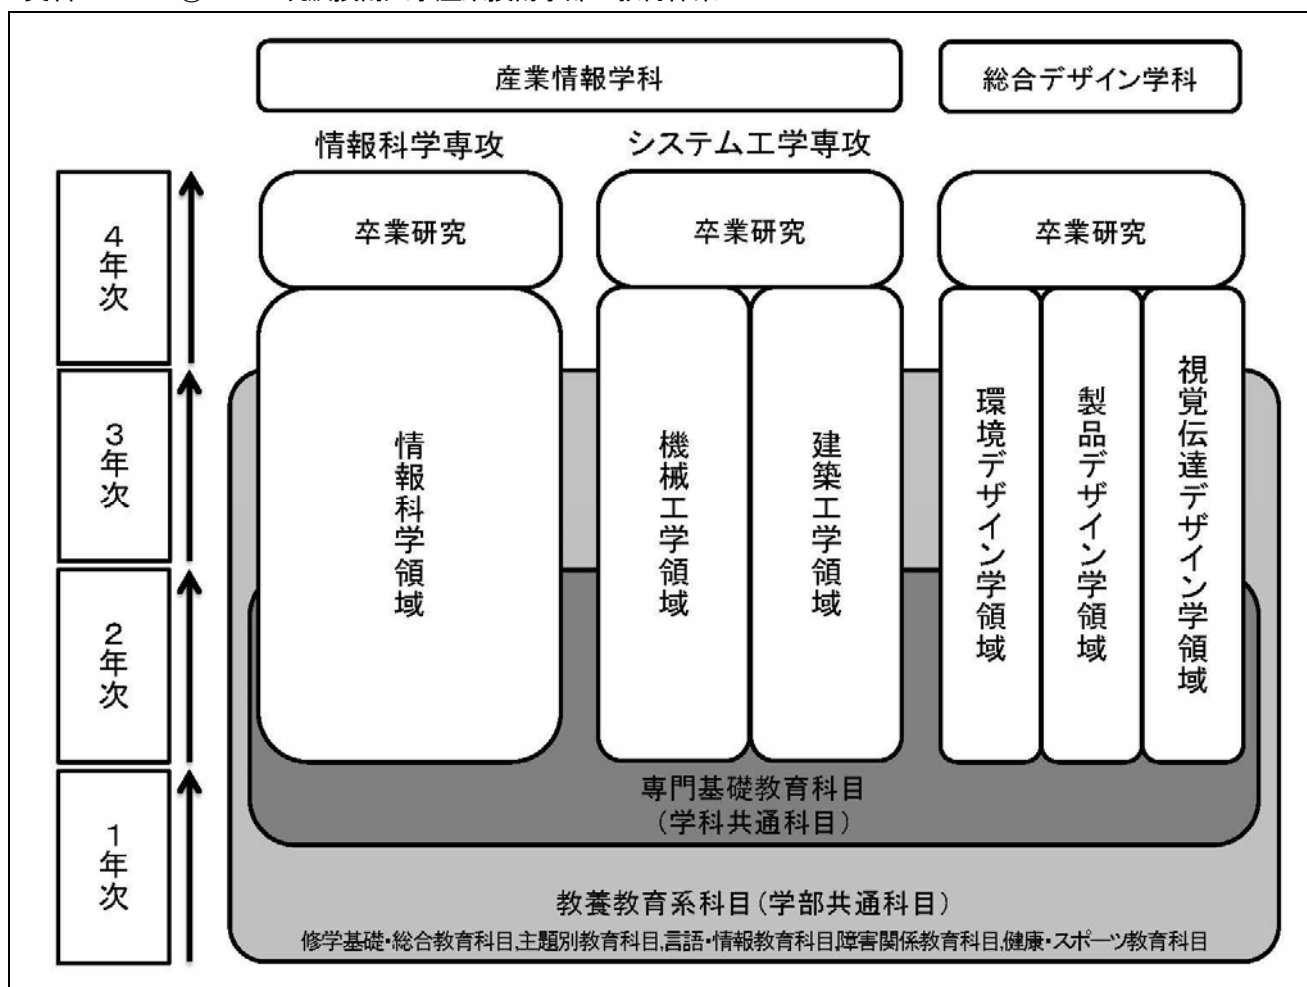 産業情報学科
総合デザイン学科
情報科学専攻
システム工学専攻
4年次
卒業研究
卒業研究
卒業研究
3年次
情報科学領域
機械工学領域
建築工学領域
環境デザイン学領域
製品デザイン学領域
視覚伝達デザイン学領域
2年次
専門基礎教育科目
(学科共通科目)
1年次
教養教育系科目(学部共通科目)
修学基礎・総合教育科目,主題別教育科目,言語・情報教育科目,障害関係教育科目,健康・スポーツ教育科目